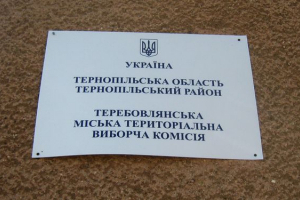 УКРАЇНА
ТЕРНОПІЛЬСЬКА ОБЛАСТЬ
ТЕРНОПІЛЬСЬКИЙ РАЙОН
ТЕРЕБОВЛЯНСЬКА
МІСЬКА ТЕРИТОРІАЛЬНА
ВИБОРЧА КОМІСІЯ